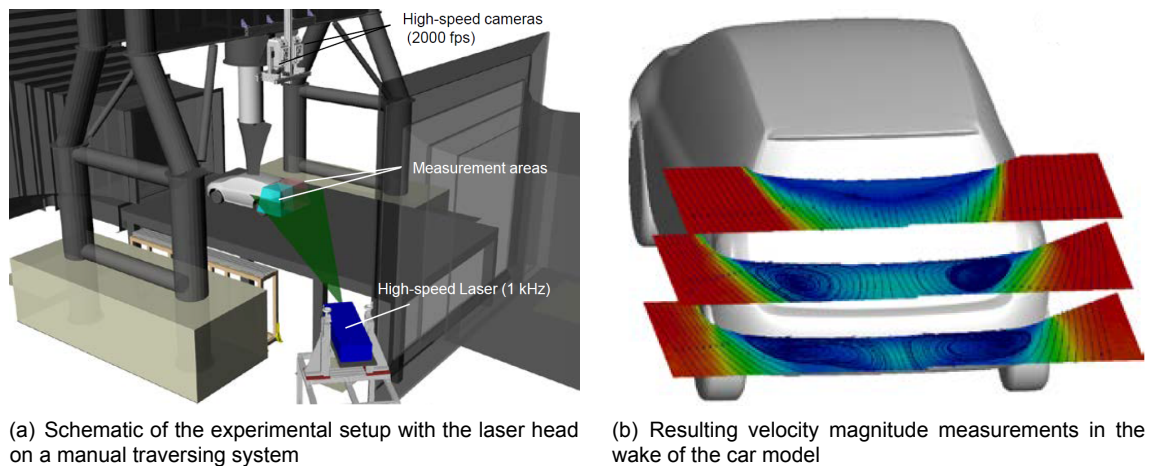 High-speed cameras
(2000 fps)
Measurement areas
High-speed Laser (1 kHz)
(a) Schematic of the experimental setup with the laser head
on a manual traversing system
(b) Resulting velocity magnitude measurements in the
wake of the car model